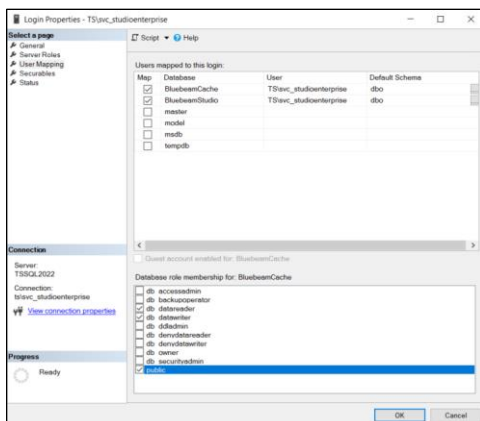 Login Properties - TS\svc_studioenterprise
Select a page
General
Server Roles
User Mapping
Securables
Status
Script Help
Users mapped to this login:
Map Database User Default Schema
BluebeamCache TS\svc_studioenterprise dbo
BluebeamStudio TS\svc_studioenterprise dbo
master
model
msdb
tempdb
Guest account enabled for: BluebeamCache
Database role membership for: BluebeamCache
db_accessadmin
db_backupoperator
db_datareader
db_datawriter
db_ddladmin
db_denydatareader
db_denydatawriter
db_owner
db_securityadmin
public
Connection
Server:
TSSQL2022
Connection:
ts\svc_studioenterprise
View connection properties
Progress
Ready
OK Cancel